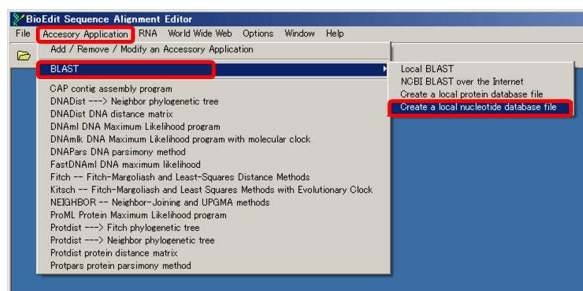 BioEdit Sequence Alignment Editor
File Accesory Application RNA World Wide Web Options Window Help
Add / Remove / Modify an Accessory Application
BLAST
Local BLAST
NCBI BLAST over the Internet
Create a local protein database file
Create a local nucleotide database file
CAP contig assembly program
DNADist ---> Neighbor phylogenetic tree
DNADist DNA distance matrix
DNAml DNA Maximum Likelihood program
DNAmlk DNA Maximum Likelihood program with molecular clock
DNAPars DNA parsimony method
FastDNAml DNA maximum likelihood
Fitch -- Fitch-Margoliash and Least-Squares Distance Methods
Kitsch -- Fitch-Margoliash and Least Squares Methods with Evolutionary Clock
NEIGHBOR -- Neighbor-Joining and UPGMA methods
ProML Protein Maximum Likelihood program
Protdist ---> Fitch phylogenetic tree
Protdist ---> Neighbor phylogenetic tree
Protdist protein distance matrix
Protpars protein parsimony method